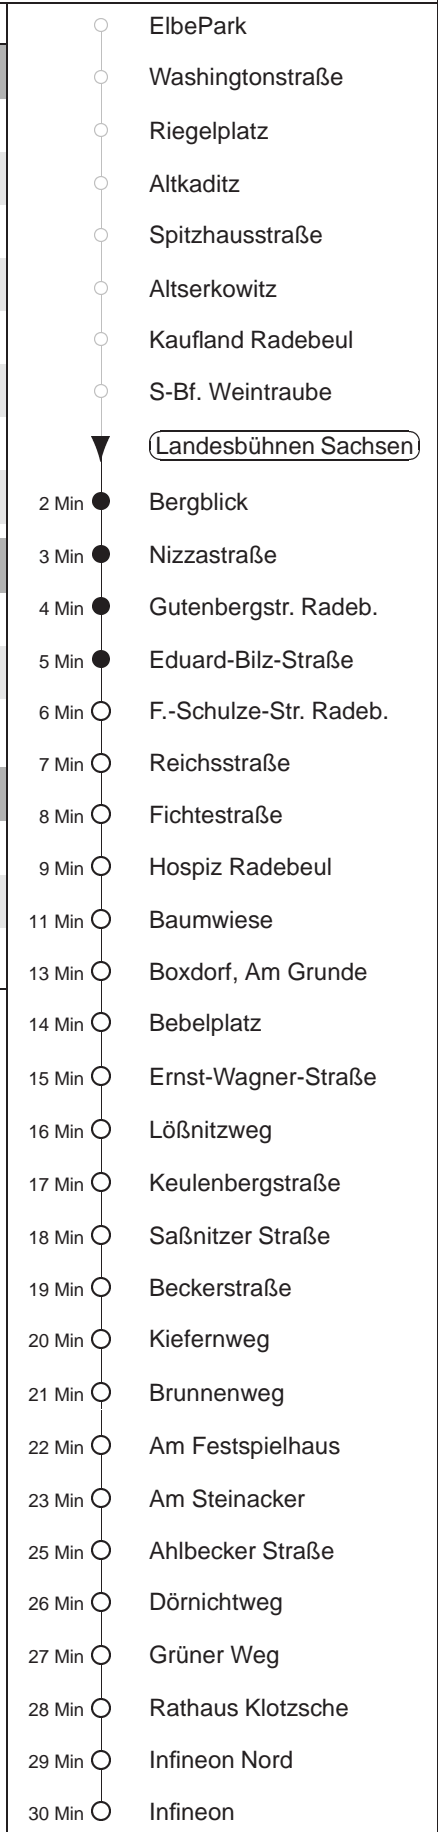 ElbePark
Washingtonstraße
Riegelplatz
Altkaditz
Spitzhausstraße
Altserkowitz
Kaufland Radebeul
S-Bf. Weintraube
Landesbühnen Sachsen
2 Min Bergblick
3 Min Nizzastraße
4 Min Gutenbergstr. Radeb.
5 Min Eduard-Bilz-Straße
6 Min F.-Schulze-Str. Radeb.
7 Min Reichsstraße
8 Min Fichtestraße
9 Min Hospiz Radebeul
11 Min Baumwiese
13 Min Boxdorf, Am Grunde
14 Min Bebelplatz
15 Min Ernst-Wagner-Straße
16 Min Lößnitzweg
17 Min Keulenbergstraße
18 Min Saßnitzer Straße
19 Min Beckerstraße
20 Min Kiefernweg
21 Min Brunnenweg
22 Min Am Festspielhaus
23 Min Am Steinacker
25 Min Ahlbecker Straße
26 Min Dörnichtweg
27 Min Grüner Weg
28 Min Rathaus Klotzsche
29 Min Infineon Nord
30 Min Infineon